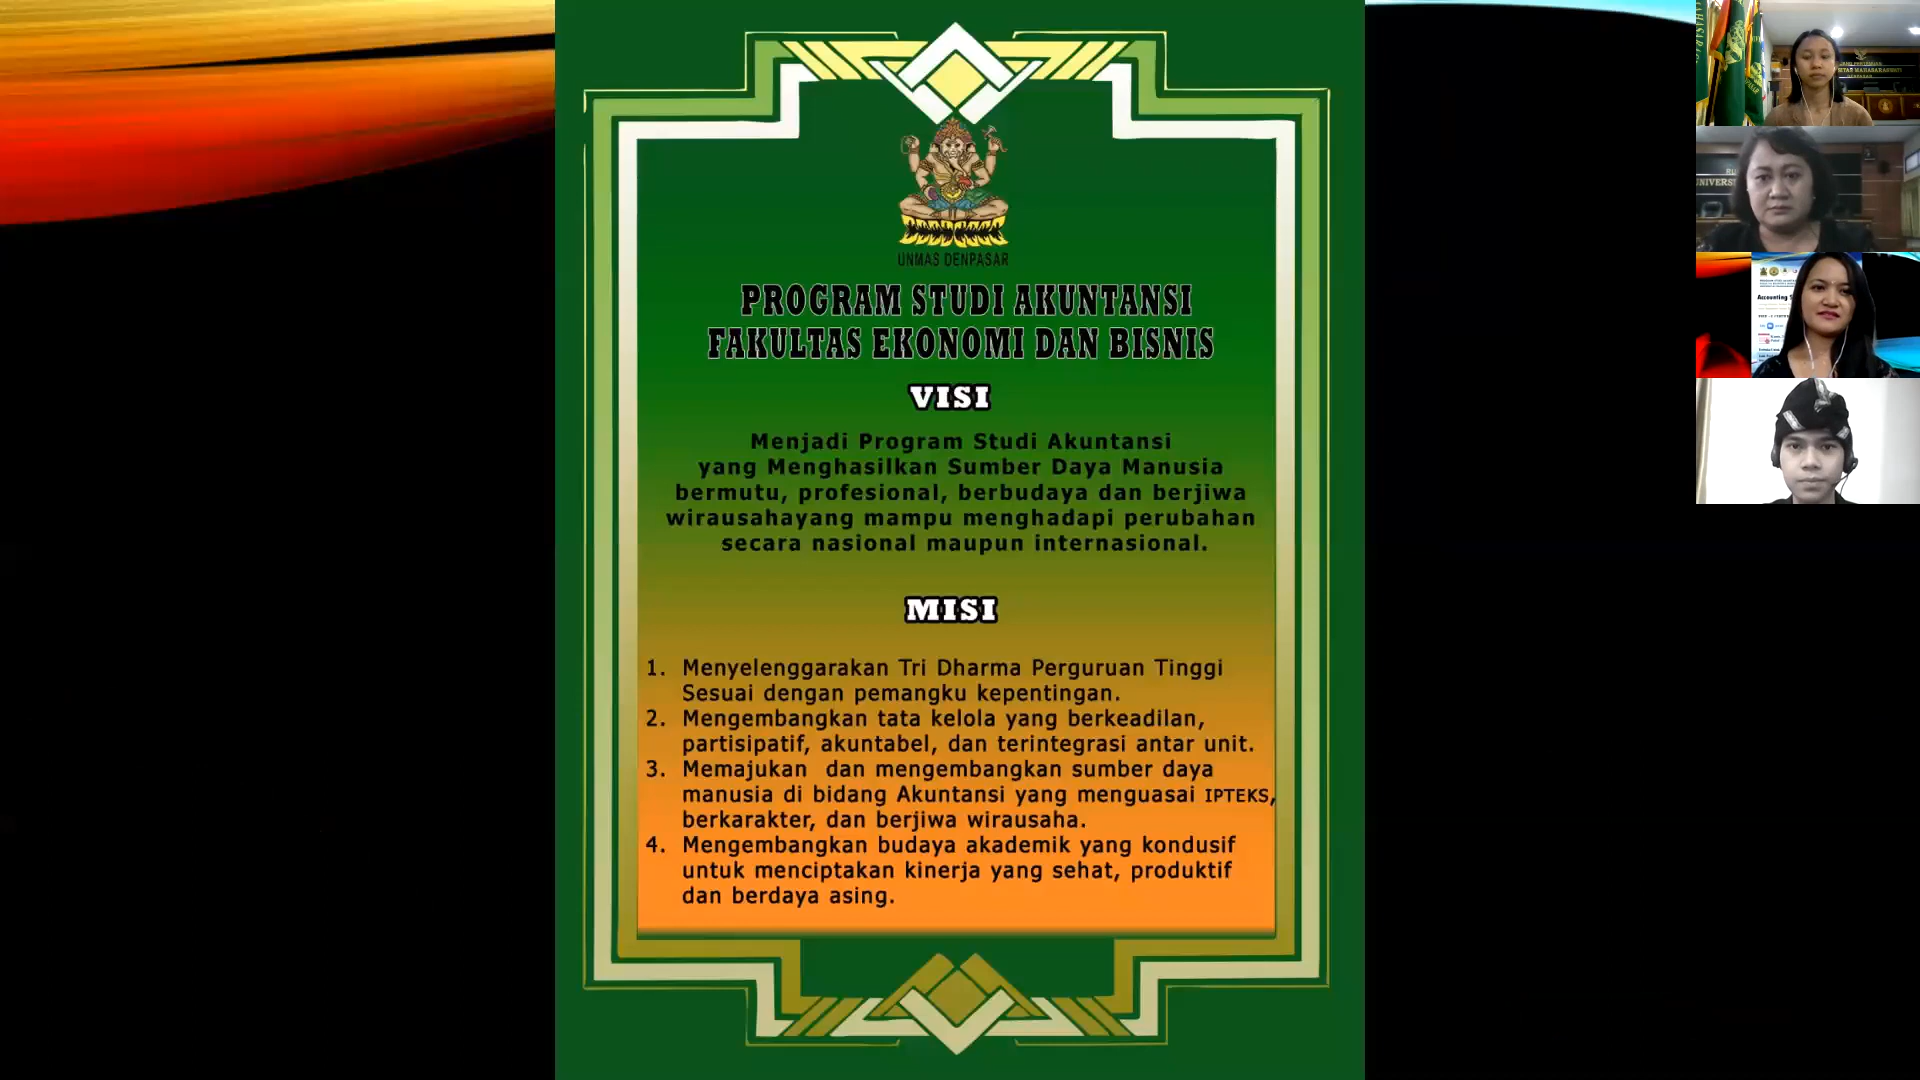 UNMAS DENPASAR
PROGRAM STUDI AKUNTANSI
FAKULTAS EKONOMI DAN BISNIS
VISI
Menjadi Program Studi Akuntansi
yang Menghasilkan Sumber Daya Manusia
bermutu, profesional, berbudaya dan berjiwa
wirausahayang mampu menghadapi perubahan
secara nasional maupun internasional.
MISI
1. Menyelenggarakan Tri Dharma Perguruan Tinggi
Sesuai dengan pemangku kepentingan.
2. Mengembangkan tata kelola yang berkeadilan,
partisipatif, akuntabel, dan terintegrasi antar unit.
3. Memajukan dan mengembangkan sumber daya
manusia di bidang Akuntansi yang menguasai IPTEKS,
berkarakter, dan berjiwa wirausaha.
4. Mengembangkan budaya akademik yang kondusif
untuk menciptakan kinerja yang sehat, produktif
dan berdaya asing.
MAHASARASWATI
DENPASAR
Accounting